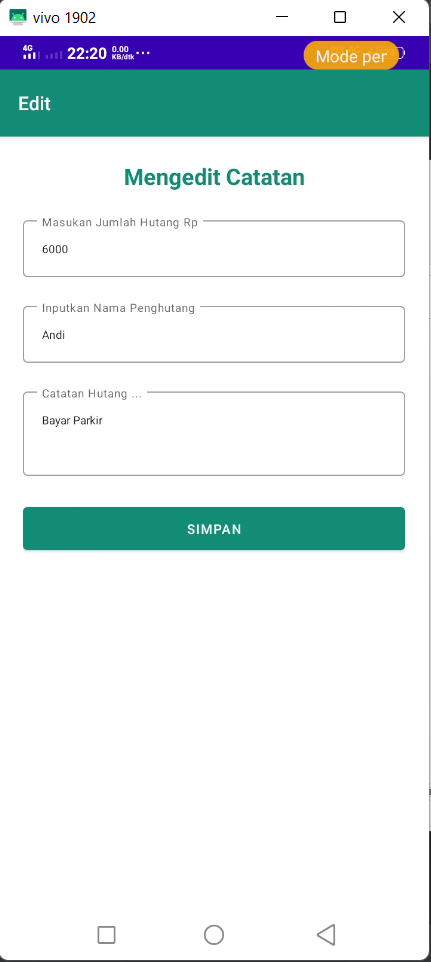 vivo 1902
4G 22:20 0.00 KB/dtk ...
Mode per
Edit
Mengedit Catatan
Masukan Jumlah Hutang Rp
6000
Inputkan Nama Penghutang
Andi
Catatan Hutang ...
Bayar Parkir
SIMPAN